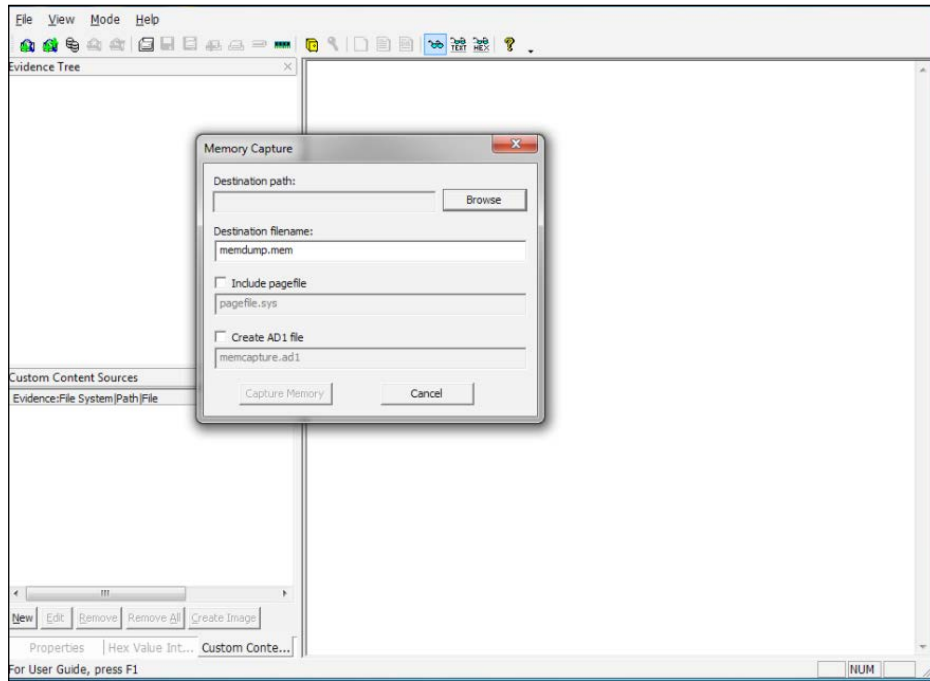 File View Mode Help
TEXT HEX
Evidence Tree
Memory Capture
Destination path:
Browse
Destination filename:
memdump.mem
Include pagefile
pagefile.sys
Create AD1 file
memcapture.ad1
Capture Memory Cancel
Custom Content Sources
Evidence:File System|Path|File
New Edit Remove Remove All Create Image
Properties Hex Value Int... Custom Conte...
For User Guide, press F1 NUM